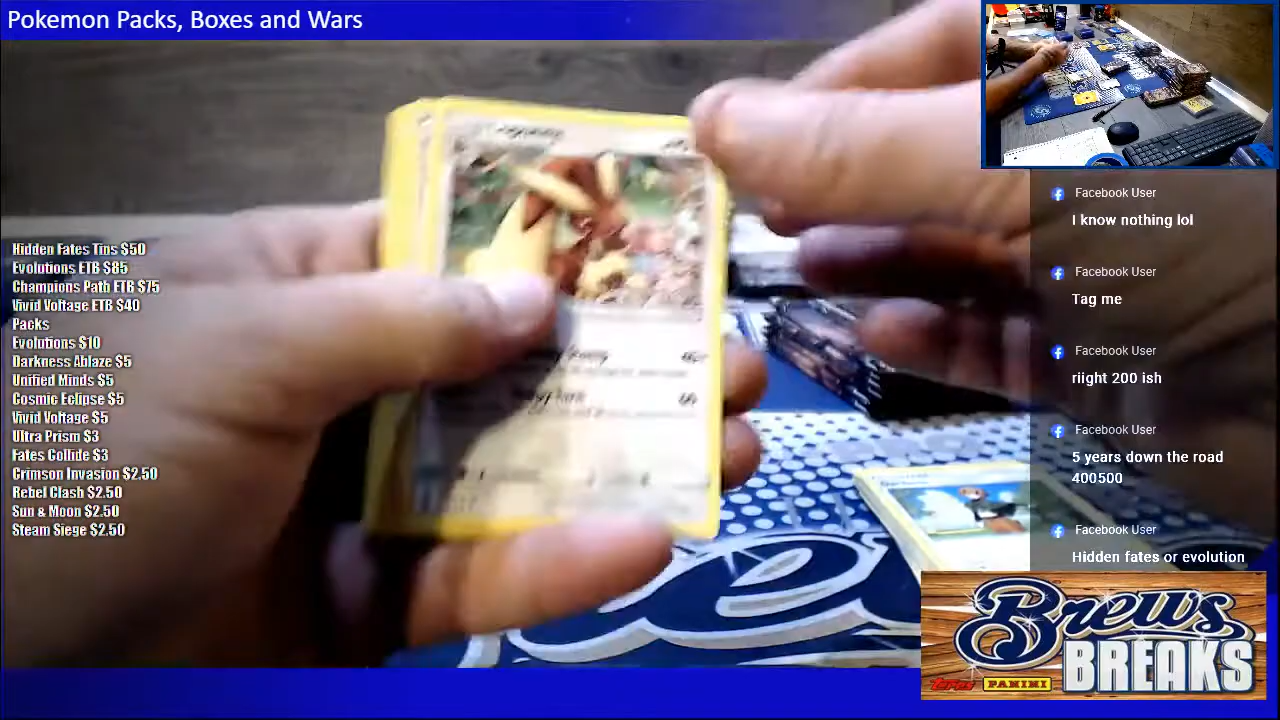 Pokemon Packs, Boxes and Wars
Hidden Fates Tins $50
Evolutions ETB $85
Champions Path ETB $75
Vivid Voltage ETB $40
Packs
Evolutions $10
Darkness Ablaze $5
Unified Minds $5
Cosmic Eclipse $5
Vivid Voltage $5
Ultra Prism $3
Fates Collide $3
Crimson Invasion $2.50
Rebel Clash $2.50
Sun & Moon $2.50
Steam Siege $2.50
60
Facebook User
I know nothing lol
Facebook User
Tag me
Facebook User
riight 200 ish
Facebook User
5 years down the road
400500
Facebook User
Hidden fates or evolution
Brews
BREAKS
Topps
PANINI